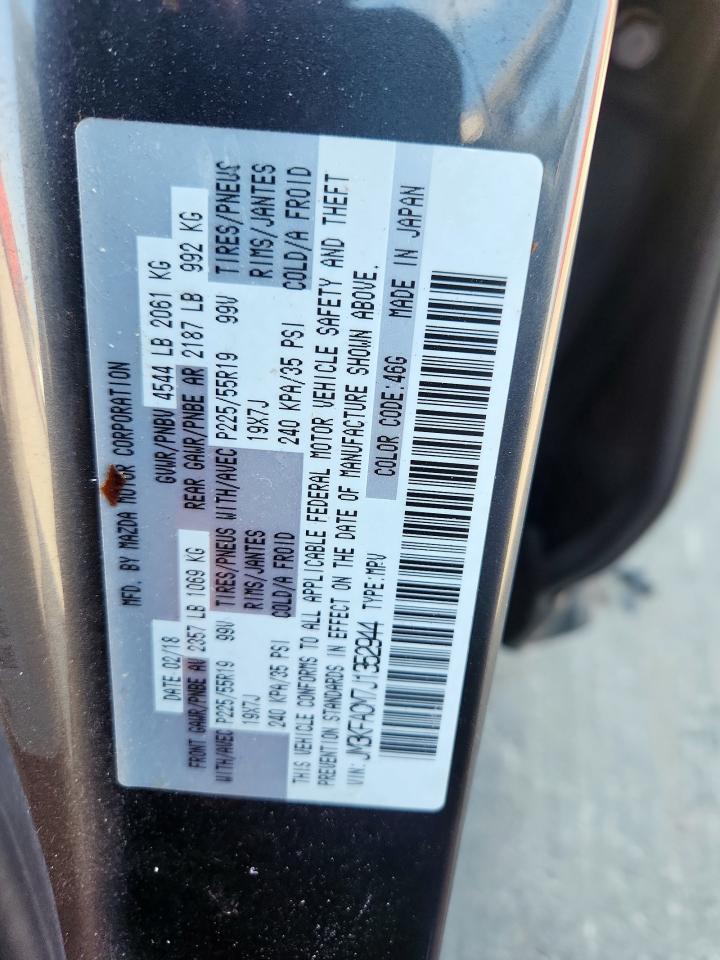 MFD. BY MAZDA MOTOR CORPORATION
DATE 02/18 GVWR/PNBV 4544 LB 2061 KG
FRONT GAWR/PNBE AV 2357 LB 1069 KG REAR GAWR/PNBE AR 2187 LB 992 KG
WITH/AVEC P225/55R19 99V TIRES/PNEUS WITH/AVEC P225/55R19 99V TIRES/PNEUS
19X7J RIMS/JANTES 19X7J RIMS/JANTES
240 KPA/35 PSI COLD/A FROID 240 KPA/35 PSI COLD/A FROID
THIS VEHICLE CONFORMS TO ALL APPLICABLE FEDERAL MOTOR VEHICLE SAFETY AND THEFT
PREVENTION STANDARDS IN EFFECT ON THE DATE OF MANUFACTURE SHOWN ABOVE.
VIN: JM3KFACM7J1352944 TYPE:MPV COLOR CODE:46G MADE IN JAPAN